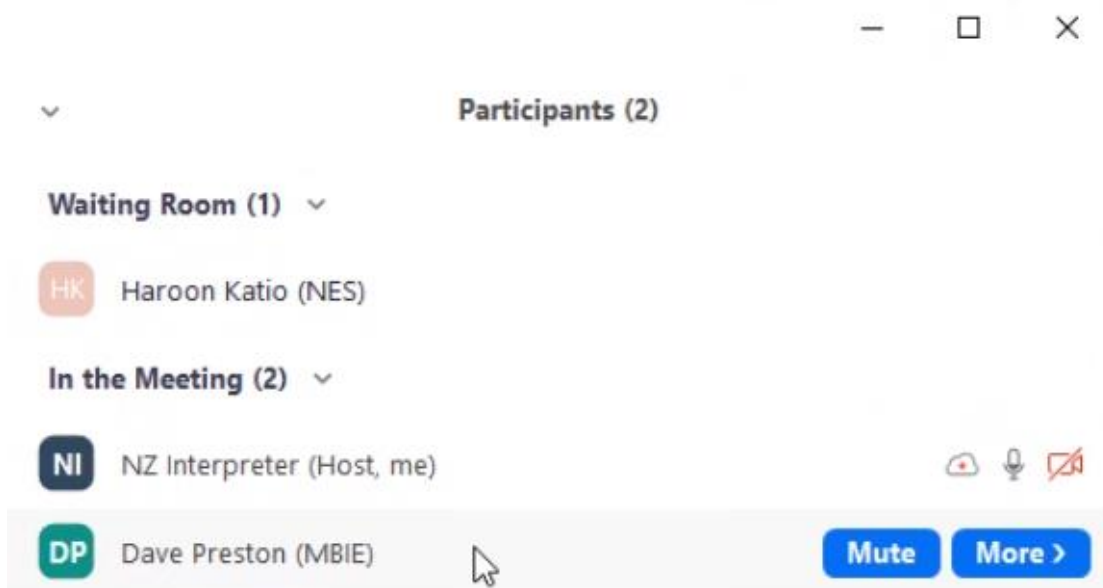 Participants (2)
Waiting Room (1)
HK Haroon Katio (NES)
In the Meeting (2)
NI NZ Interpreter (Host, me)
DP Dave Preston (MBIE) Mute More >